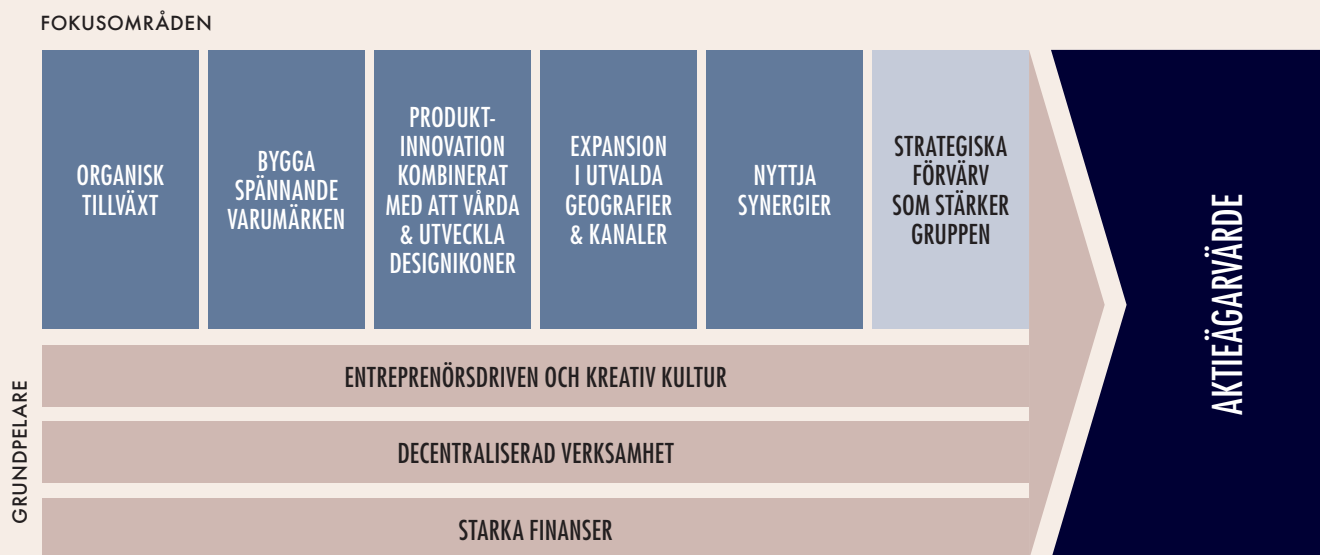 FOKUSOMRÅDEN
ORGANISK
TILLVÄXT
BYGGA
SPÄNNANDE
VARUMÄRKEN
PRODUKT-
INNOVATION
KOMBINERAT
MED ATT VÅRDA
& UTVECKLA
DESIGNIKONER
EXPANSION
I UTVALDA
GEOGRAFIER
& KANALER
NYTTJA
SYNERGIER
STRATEGISKA
FÖRVÄRV
SOM STÄRKER
GRUPPEN
GRUNDPELARE
ENTREPRENÖRSDRIVEN OCH KREATIV KULTUR
DECENTRALISERAD VERKSAMHET
STARKA FINANSER
AKTIEÄGARVÄRDE